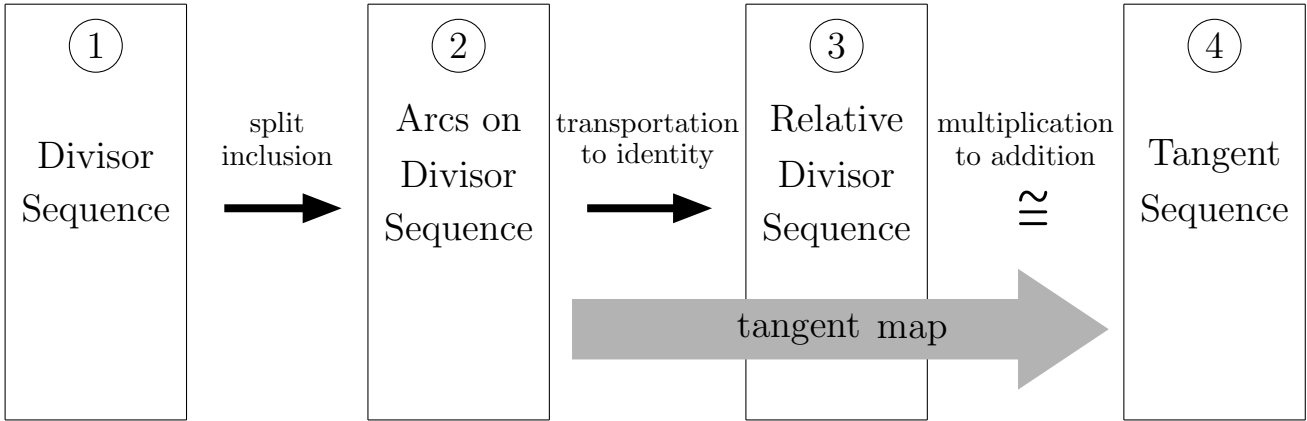 1
Divisor
Sequence
split
inclusion
2
Arcs on
Divisor
Sequence
transportation
to identity
3
Relative
Divisor
Sequence
multiplication
to addition
≅
4
Tangent
Sequence
tangent map